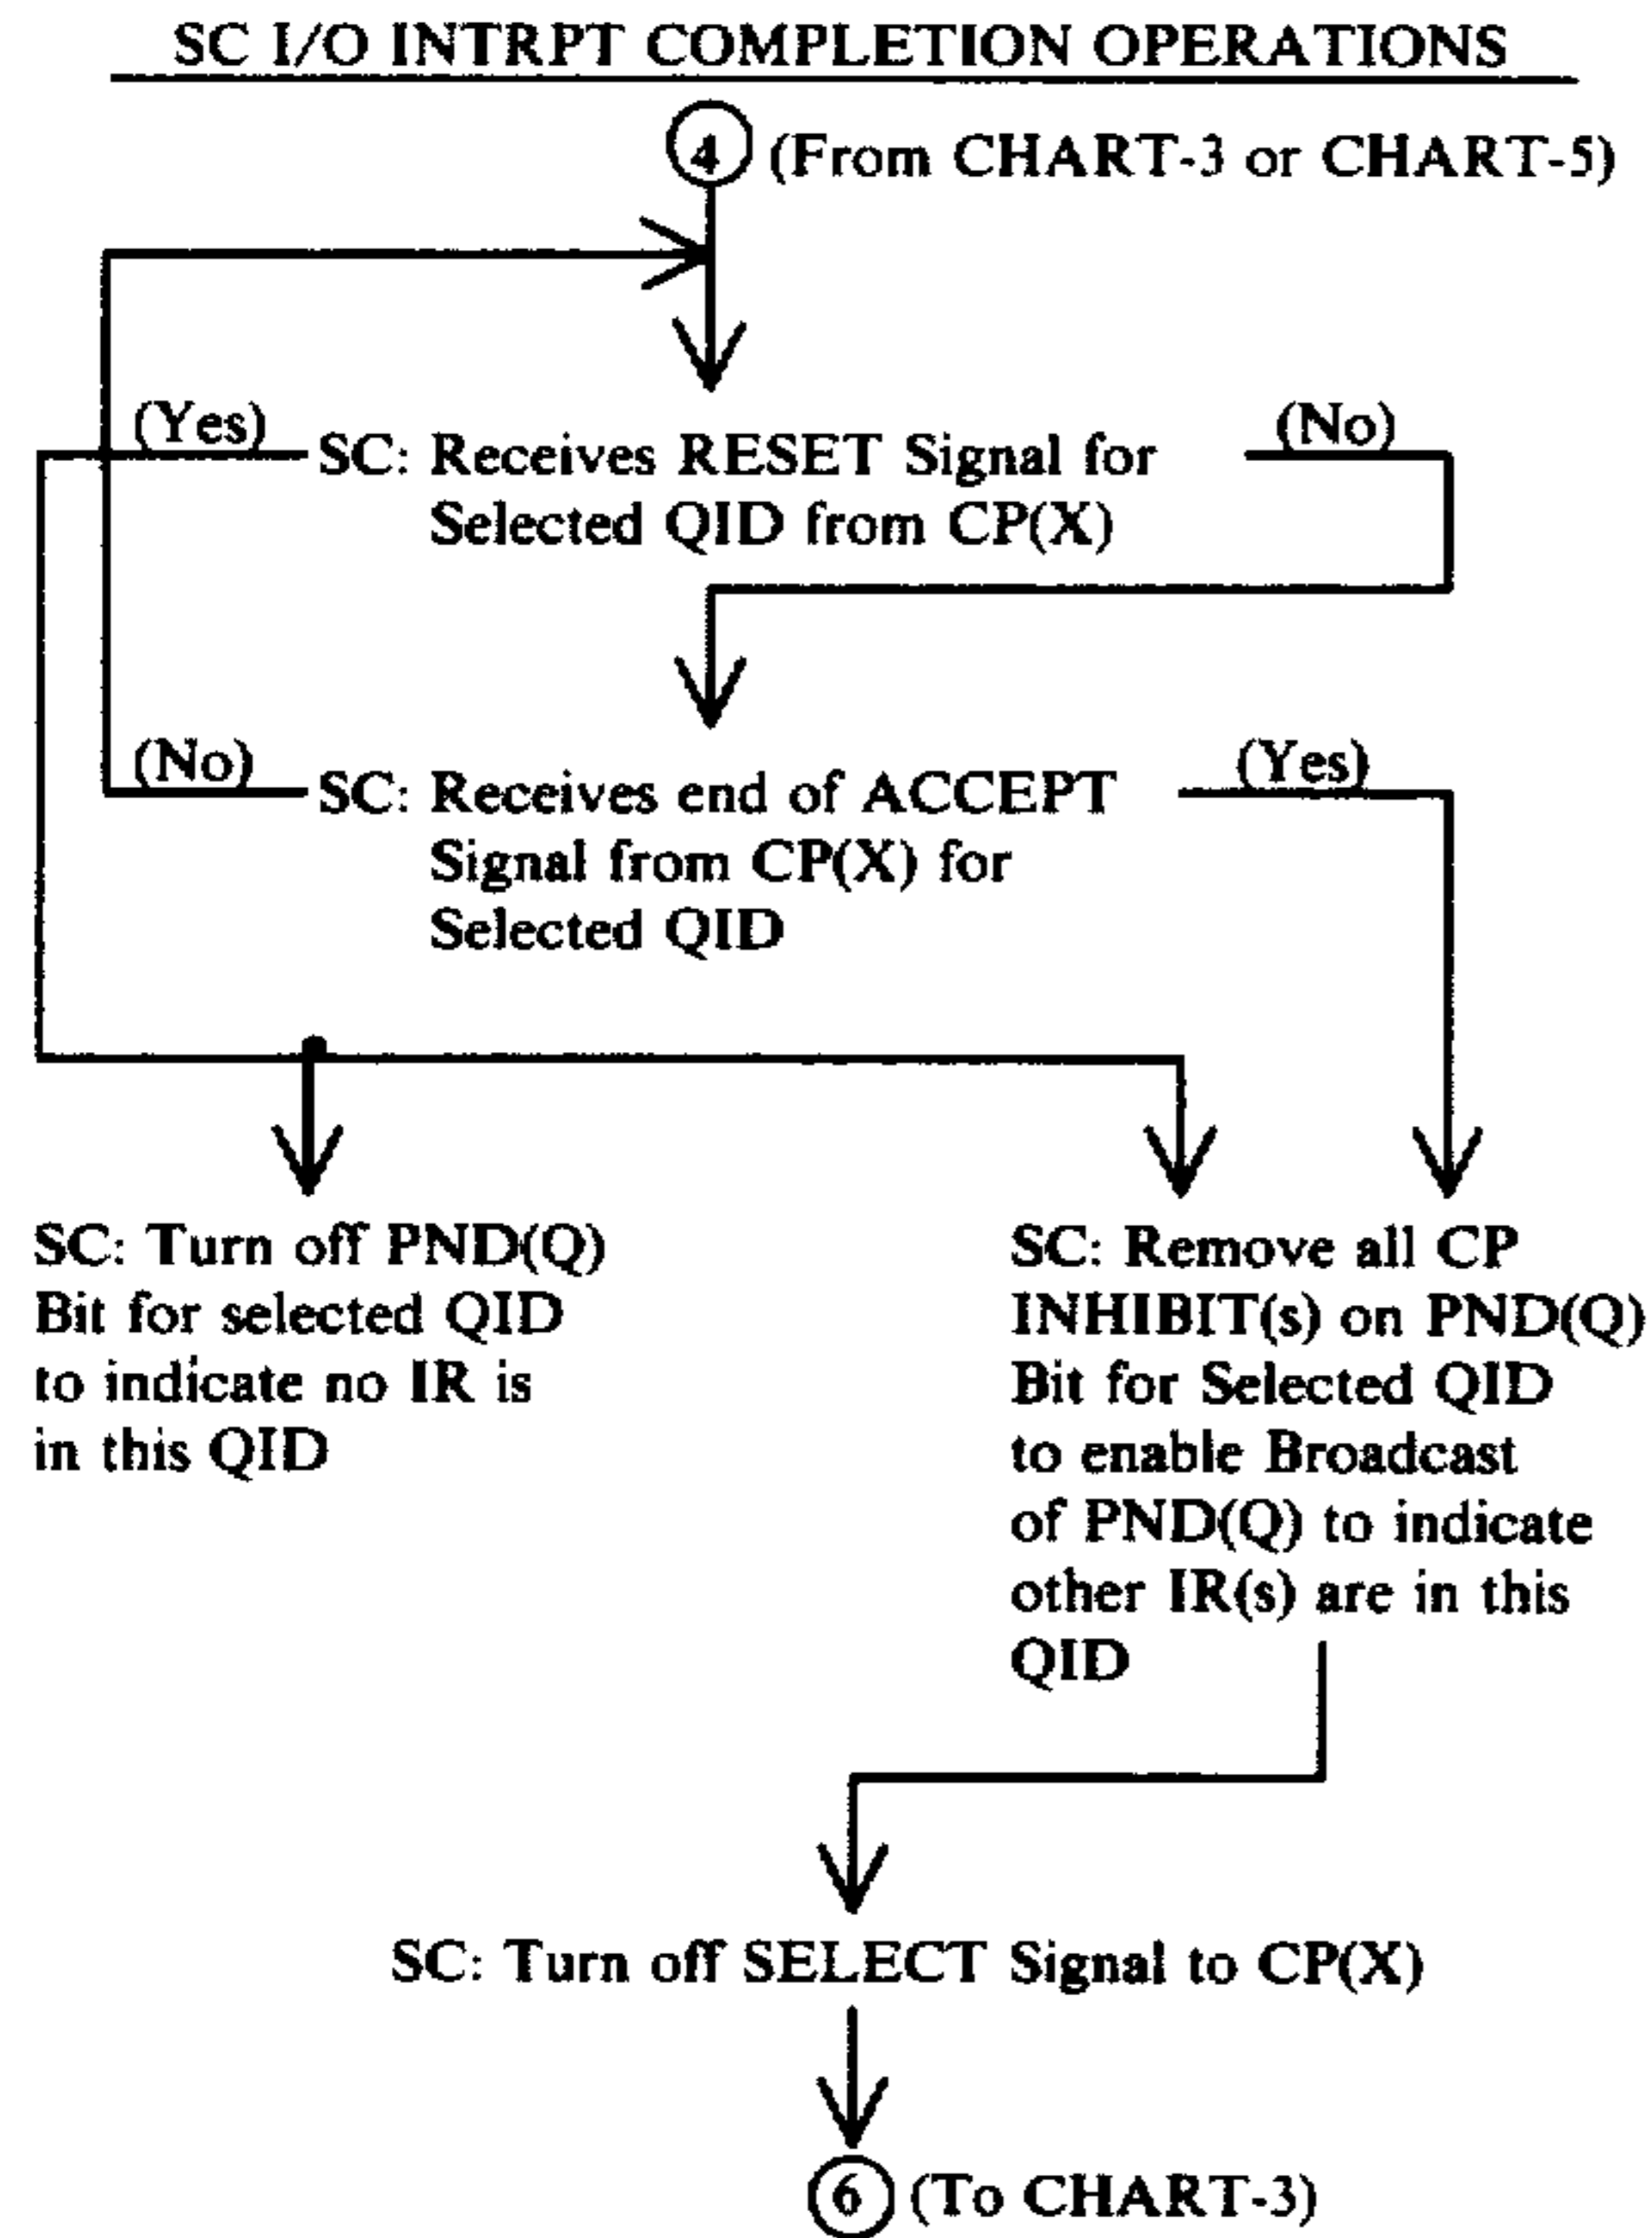 SC I/O INTRPT COMPLETION OPERATIONS
4 (From CHART-3 or CHART-5)
(Yes)
SC: Receives RESET Signal for
(No)
Selected QID from CP(X)
(No)
SC: Receives end of ACCEPT
(Yes)
Signal from CP(X) for
Selected QID
SC: Turn off PND(Q)
Bit for selected QID
to indicate no IR is
in this QID
SC: Remove all CP
INHIBIT(s) on PND(Q)
Bit for Selected QID
to enable Broadcast
of PND(Q) to indicate
other IR(s) are in this
QID
SC: Turn off SELECT Signal to CP(X)
6 (To CHART-3)